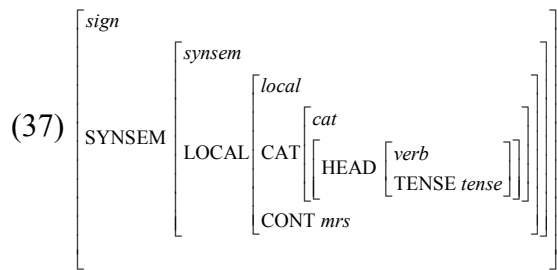 sign
synsem
local
(37) SYNSEM LOCAL CAT cat
HEAD verb
TENSE tense
CONT mrs